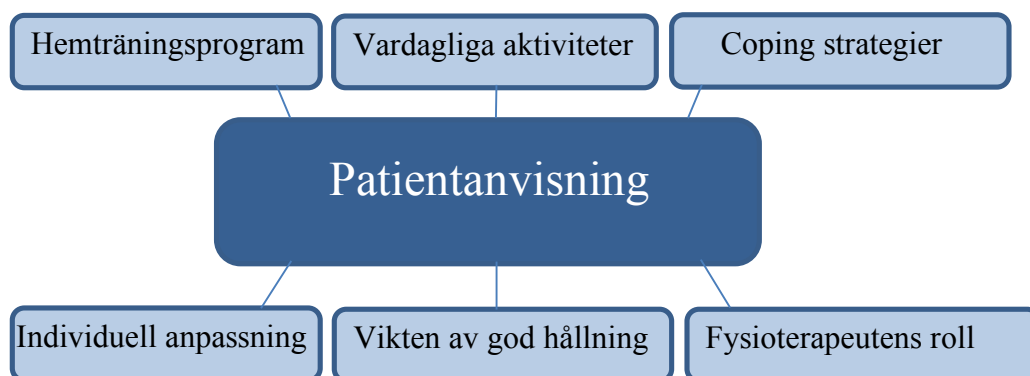 Hemträningsprogram
Vardagliga aktiviteter
Coping strategier
Patientanvisning
Individuell anpassning
Vikten av god hållning
Fysioterapeutens roll